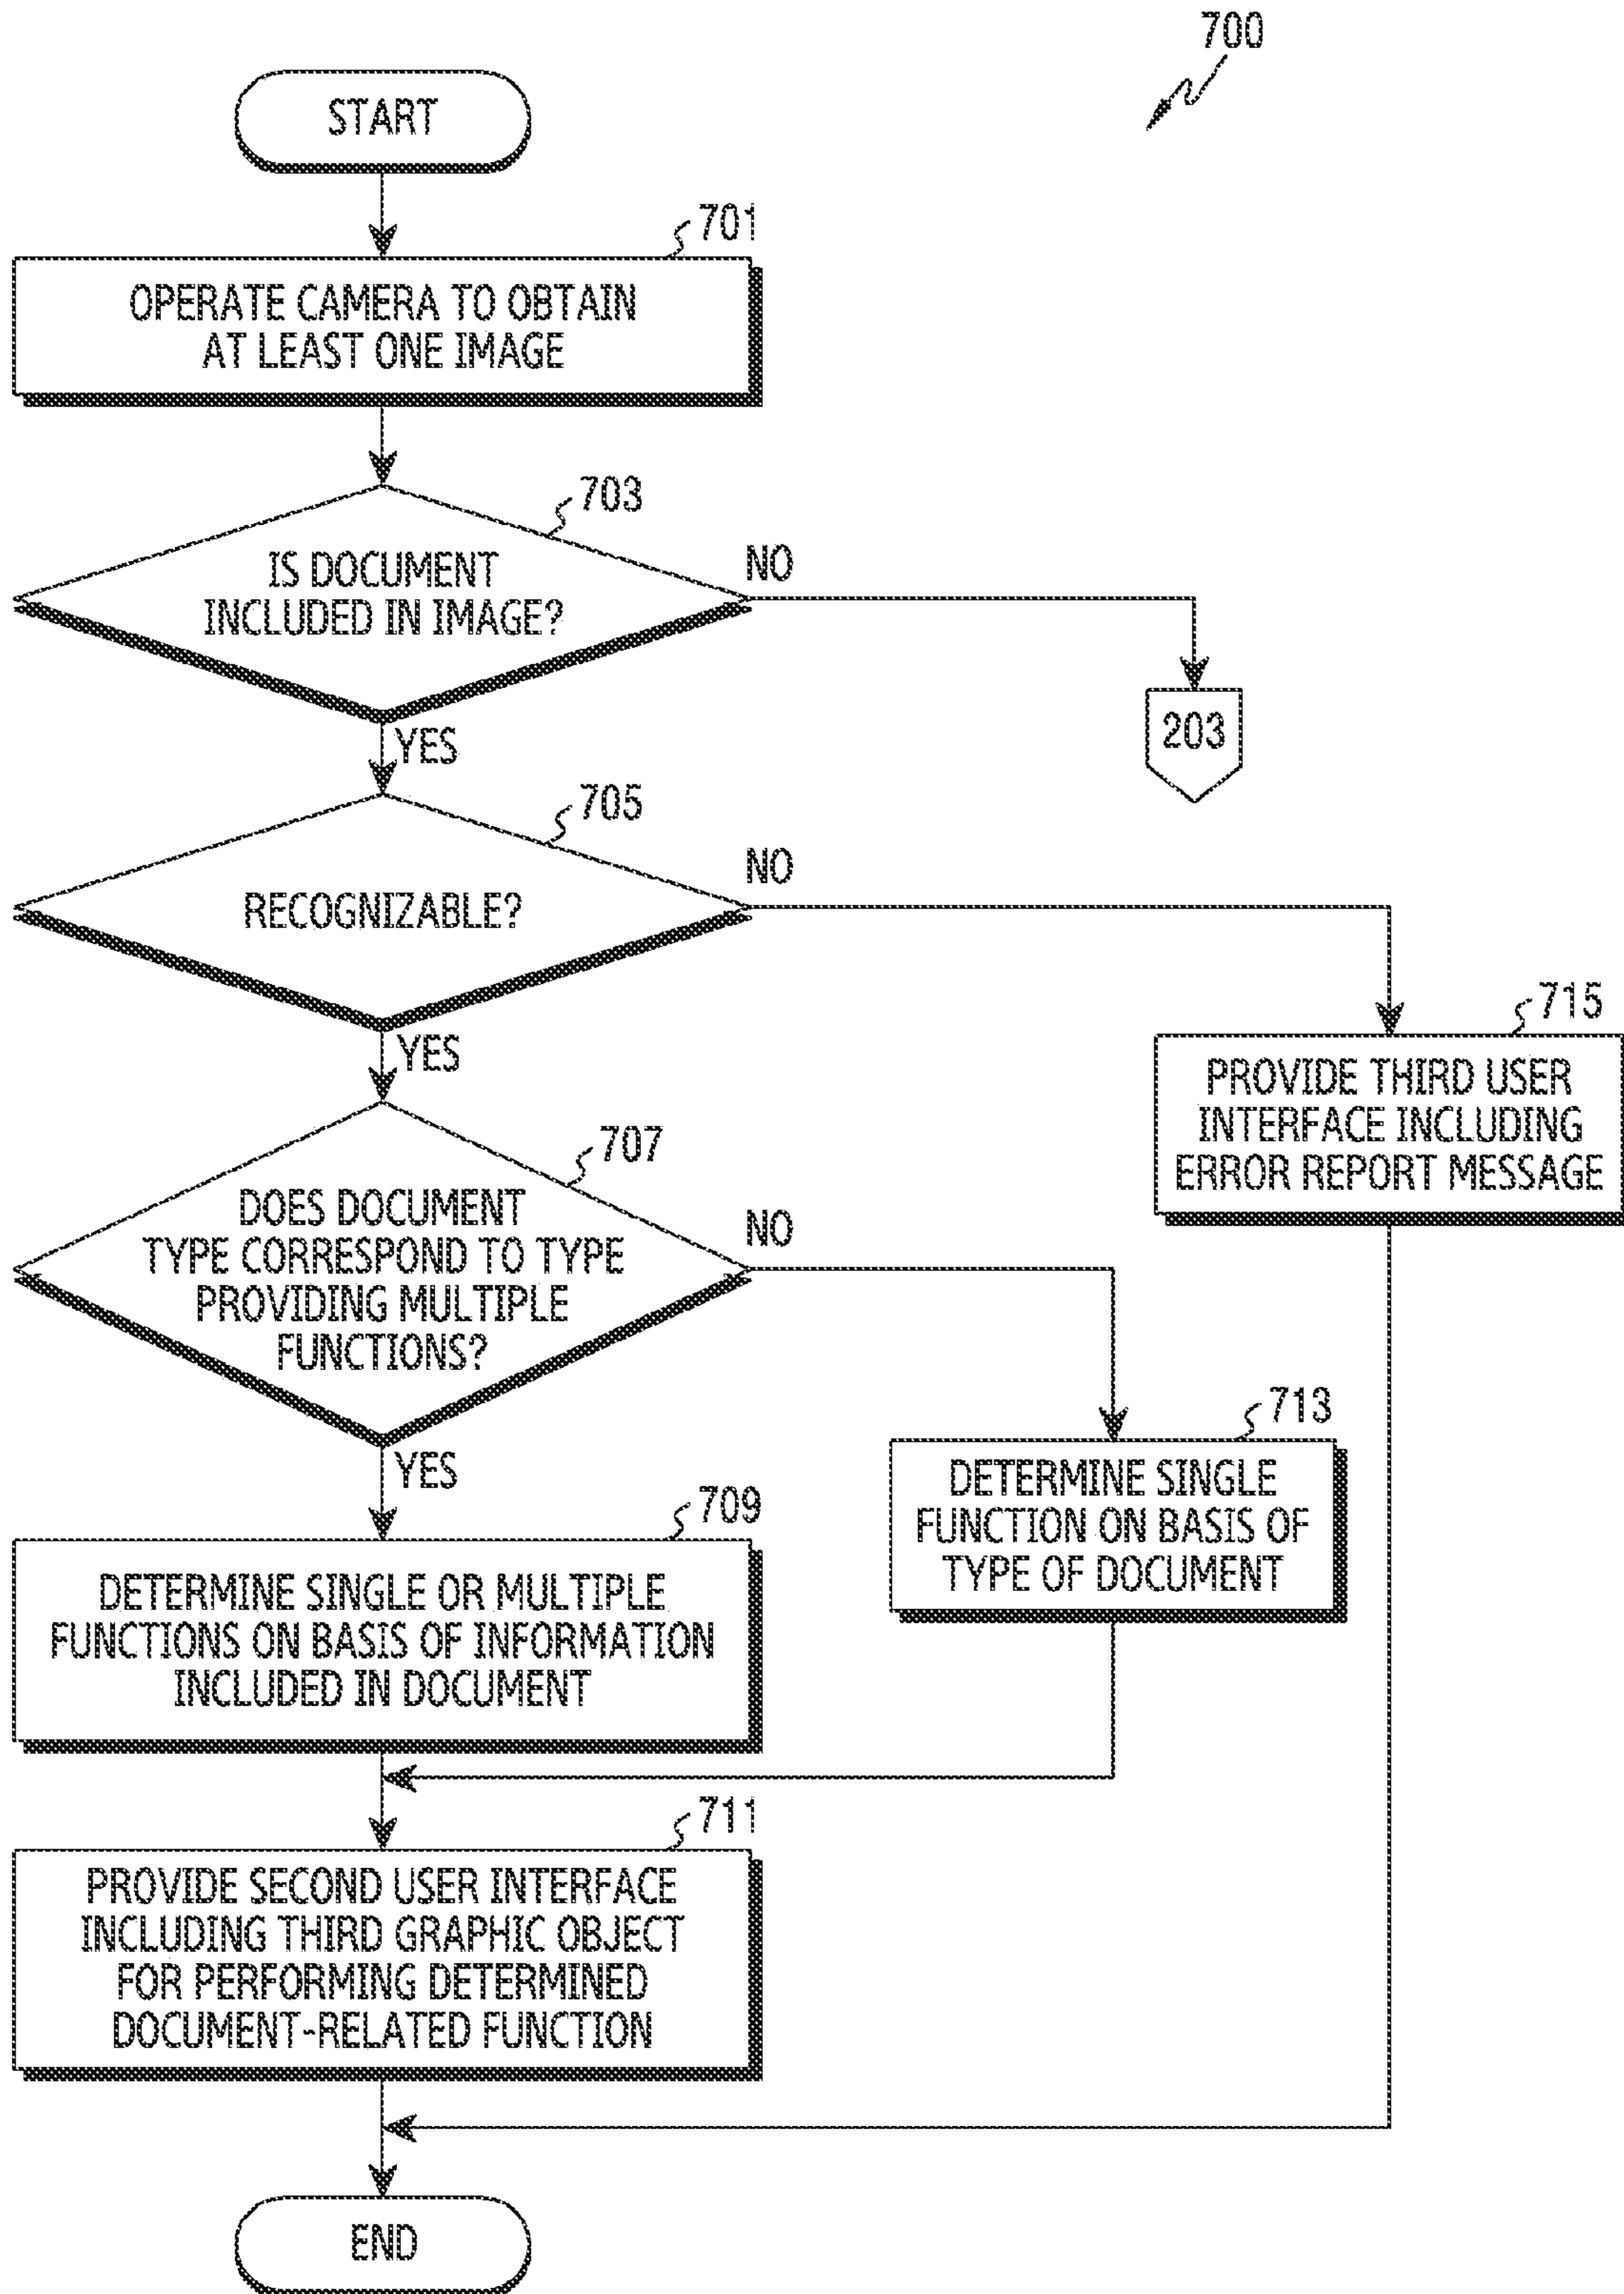 700
START
701
OPERATE CAMERA TO OBTAIN
AT LEAST ONE IMAGE
703
IS DOCUMENT
INCLUDED IN IMAGE?
NO
203
YES
705
RECOGNIZABLE?
NO
YES
715
PROVIDE THIRD USER
INTERFACE INCLUDING
ERROR REPORT MESSAGE
707
DOES DOCUMENT
TYPE CORRESPOND TO TYPE
PROVIDING MULTIPLE
FUNCTIONS?
NO
YES
713
DETERMINE SINGLE
FUNCTION ON BASIS OF
TYPE OF DOCUMENT
709
DETERMINE SINGLE OR MULTIPLE
FUNCTIONS ON BASIS OF INFORMATION
INCLUDED IN DOCUMENT
711
PROVIDE SECOND USER INTERFACE
INCLUDING THIRD GRAPHIC OBJECT
FOR PERFORMING DETERMINED
DOCUMENT-RELATED FUNCTION
END